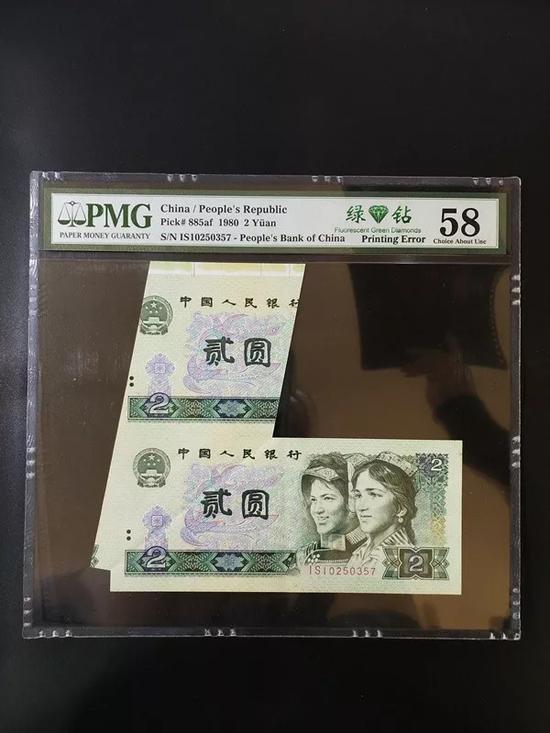 PMG
PAPER MONEY GUARANTY
China / People's Republic
Pick# 885af 1980 2 Yüan
S/N IS10250357 - People's Bank of China
绿 钻
Fluorescent Green Diamonds
Printing Error
58
Choice About Unc
中国人民银行
贰圆
2
中国人民银行
贰圆
2
2
2
IS10250357